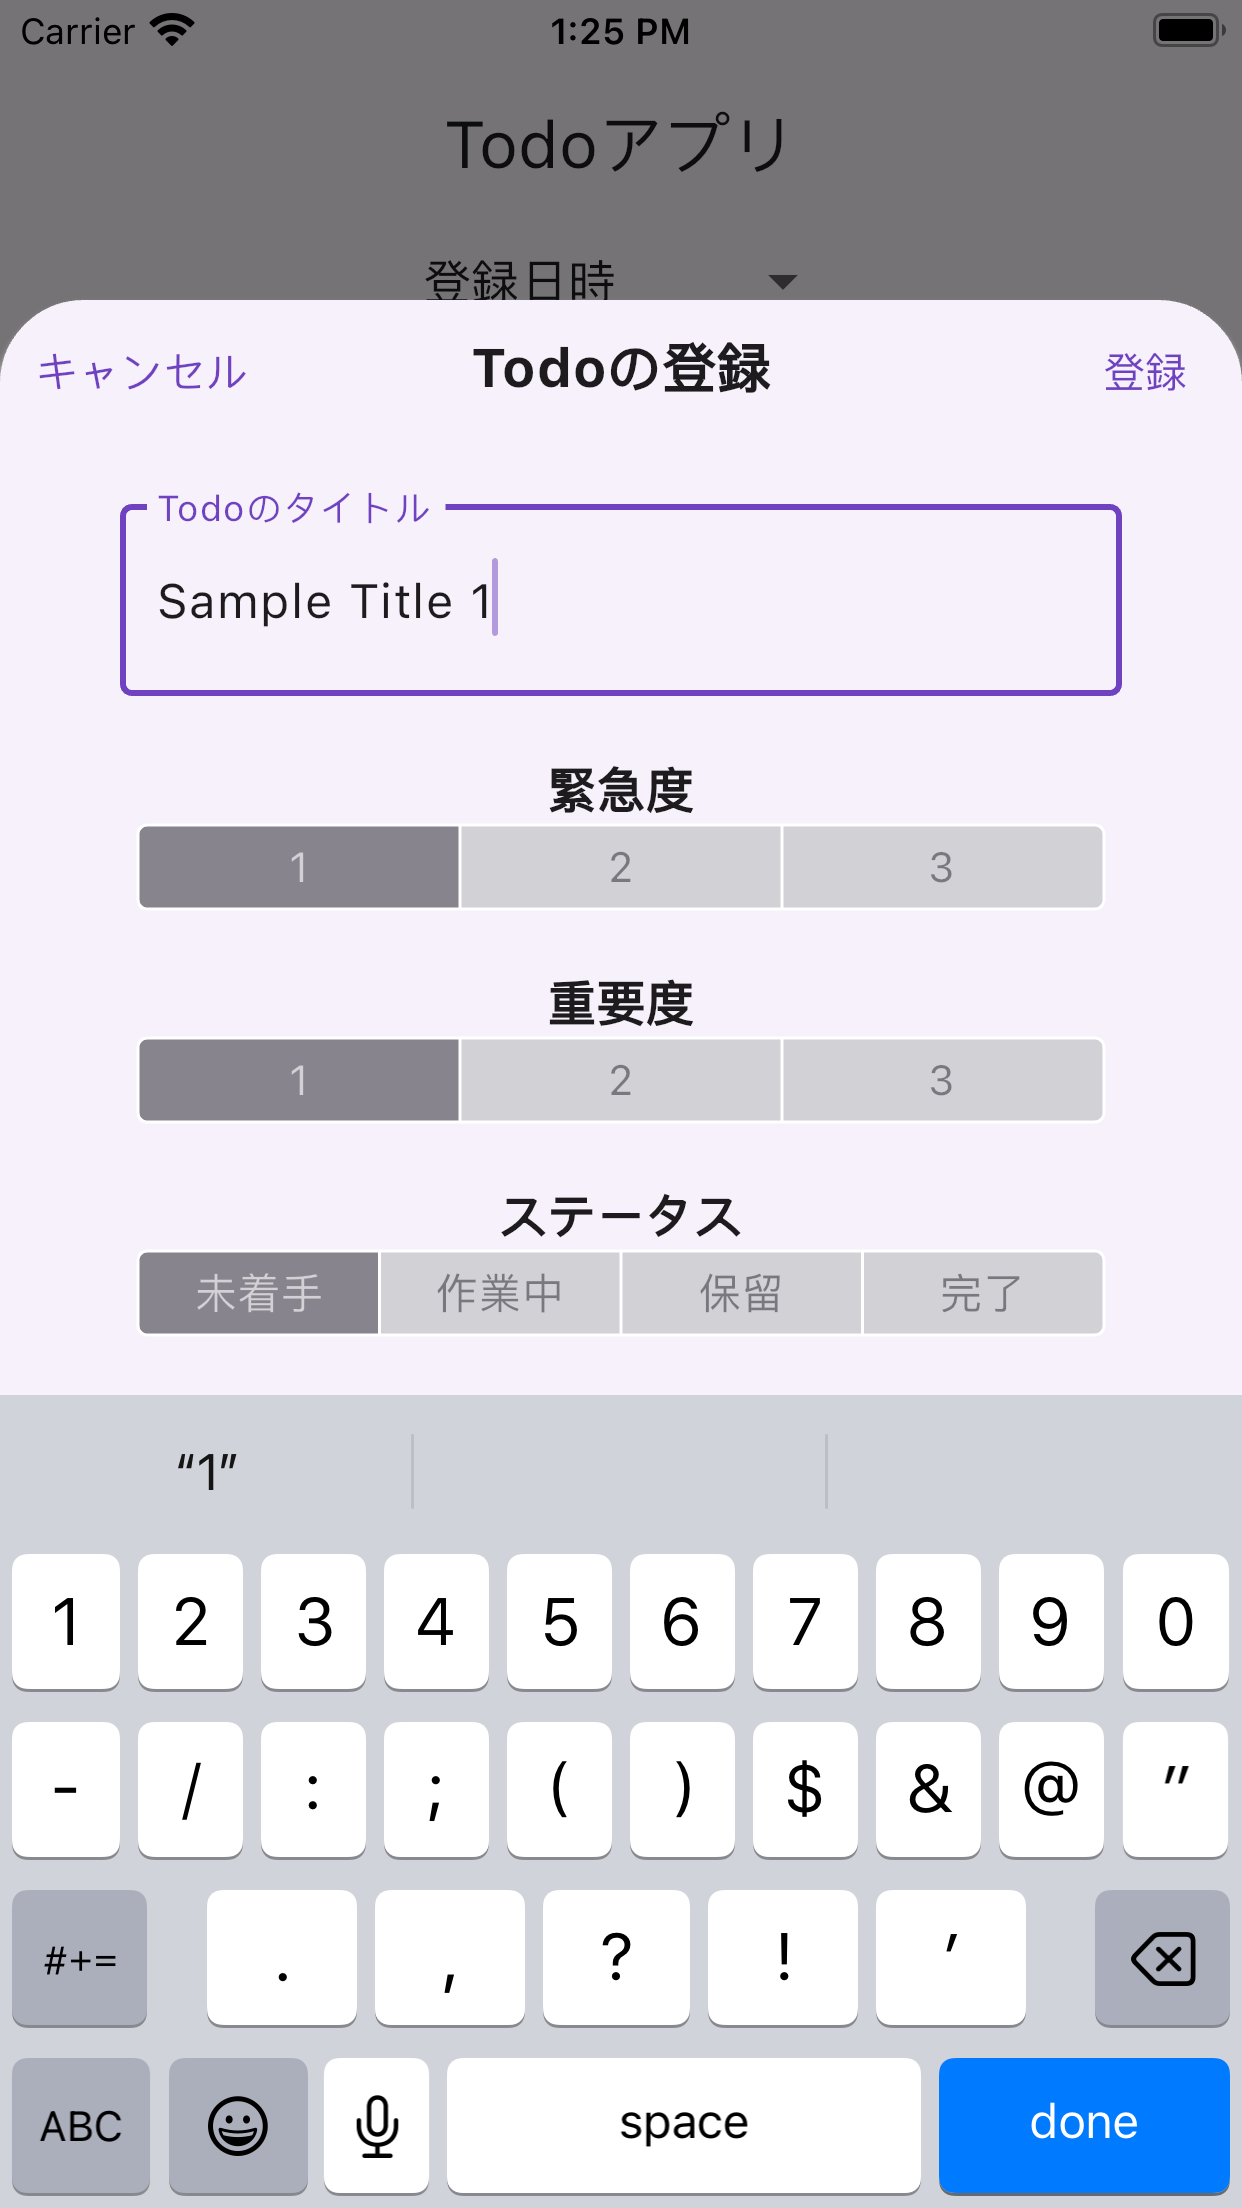 Carrier 1:25 PM
Todoアプリ
登録日時
キャンセル Todoの登録 登録
Todoのタイトル
Sample Title 1
緊急度
1 2 3
重要度
1 2 3
ステータス
未着手 作業中 保留 完了
“1”
1 2 3 4 5 6 7 8 9 0
- / : ; ( ) $ & @ "
#+= . , ? ! '
ABC space done